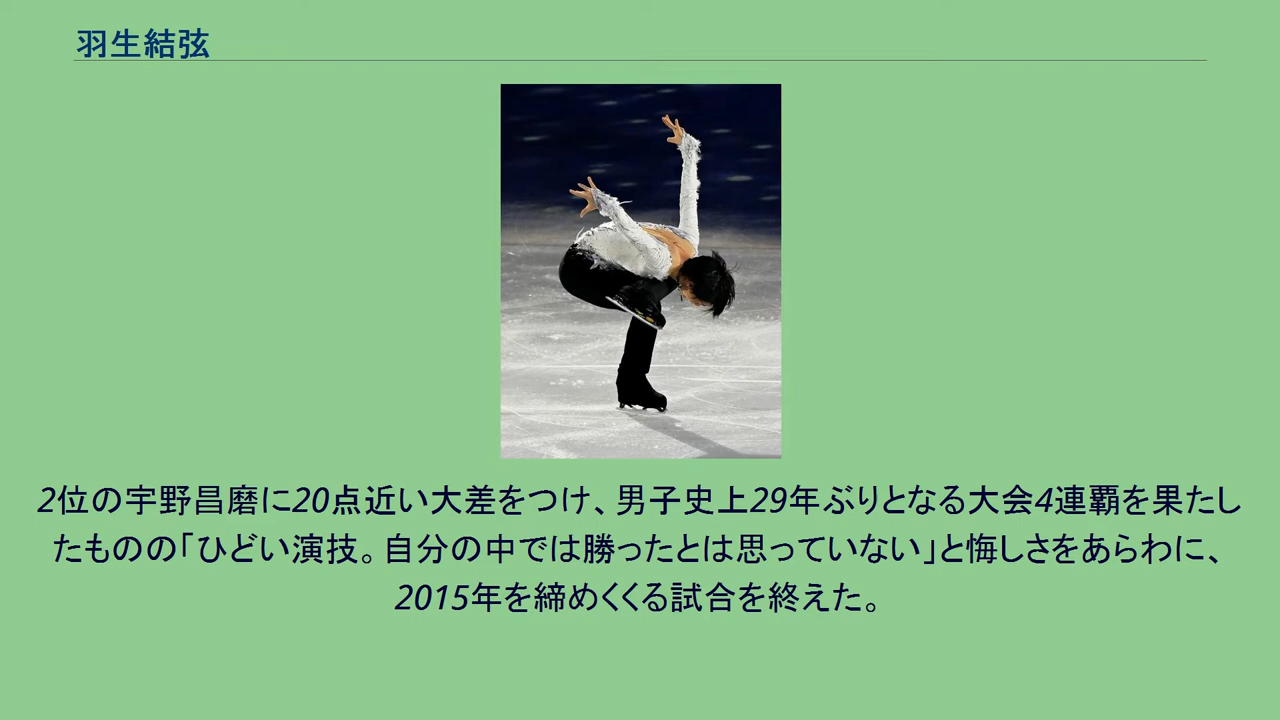 羽生結弦
2位の宇野昌磨に20点近い大差をつけ、男子史上29年ぶりとなる大会4連覇を果たし
たものの「ひどい演技。自分の中では勝ったとは思っていない」と悔しさをあらわに、
2015年を締めくくる試合を終えた。